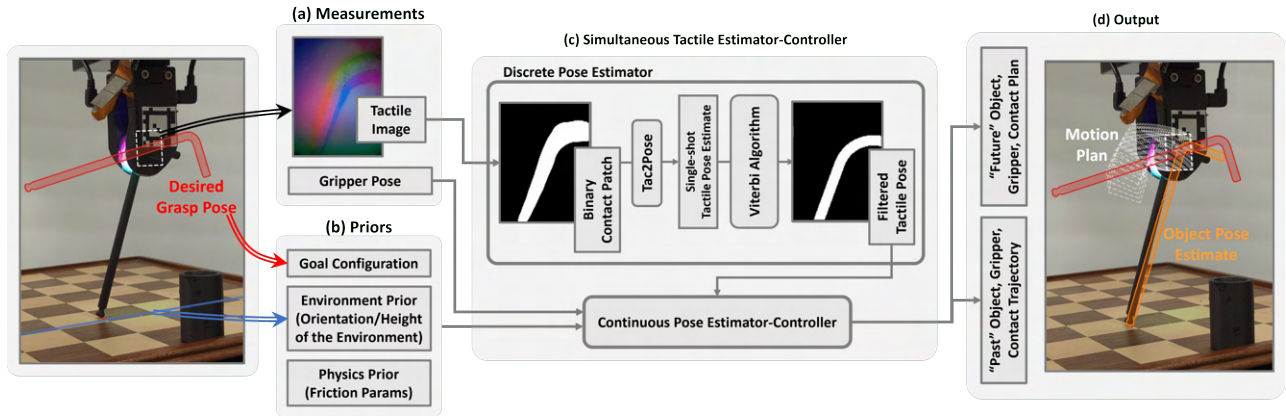 (a) Measurements
Tactile
Image
Gripper Pose
Desired
Grasp Pose
(b) Priors
Goal Configuration
Environment Prior
(Orientation/Height
of the Environment)
Physics Prior
(Friction Params)
(c) Simultaneous Tactile Estimator-Controller
Discrete Pose Estimator
Binary
Contact Patch
Tac2Pose
Single-shot
Tactile Pose Estimate
Viterbi Algorithm
Filtered
Tactile Pose
Continuous Pose Estimator-Controller
(d) Output
“Future” Object,
Gripper, Contact Plan
“Past” Object, Gripper,
Contact Trajectory
Motion
Plan
Object Pose
Estimate